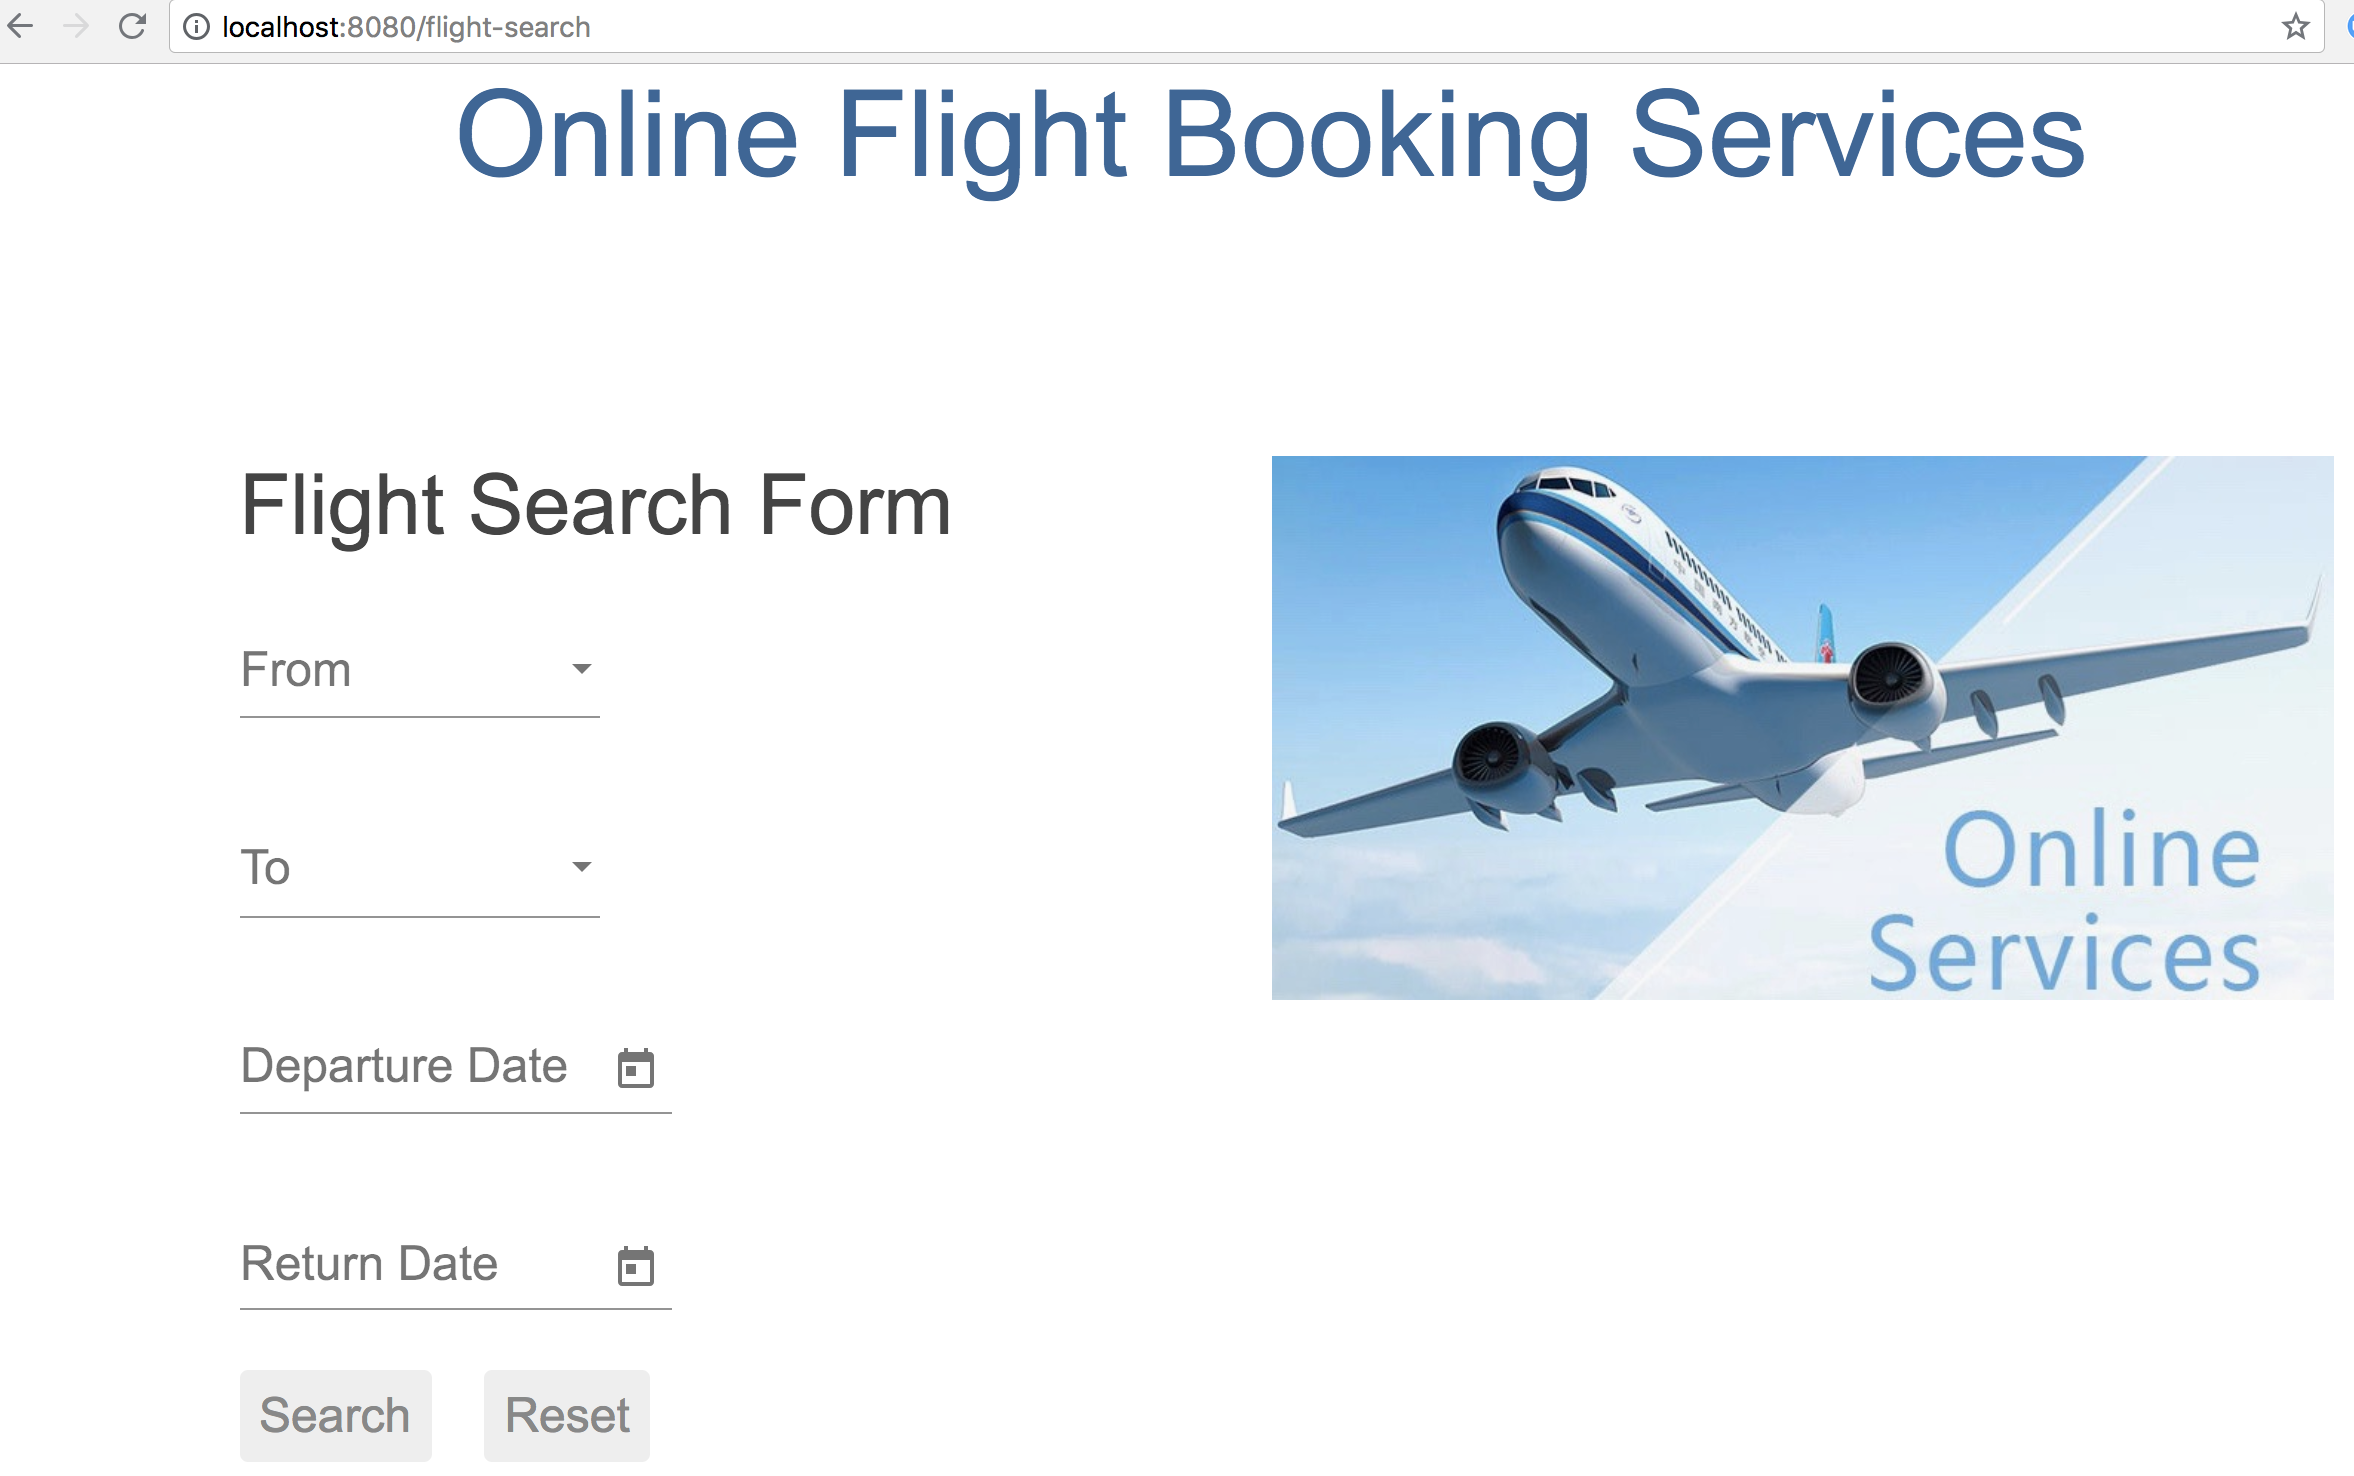 localhost:8080/flight-search
Online Flight Booking Services
Flight Search Form
From
To
Departure Date
Return Date
Search
Reset
Online
Services